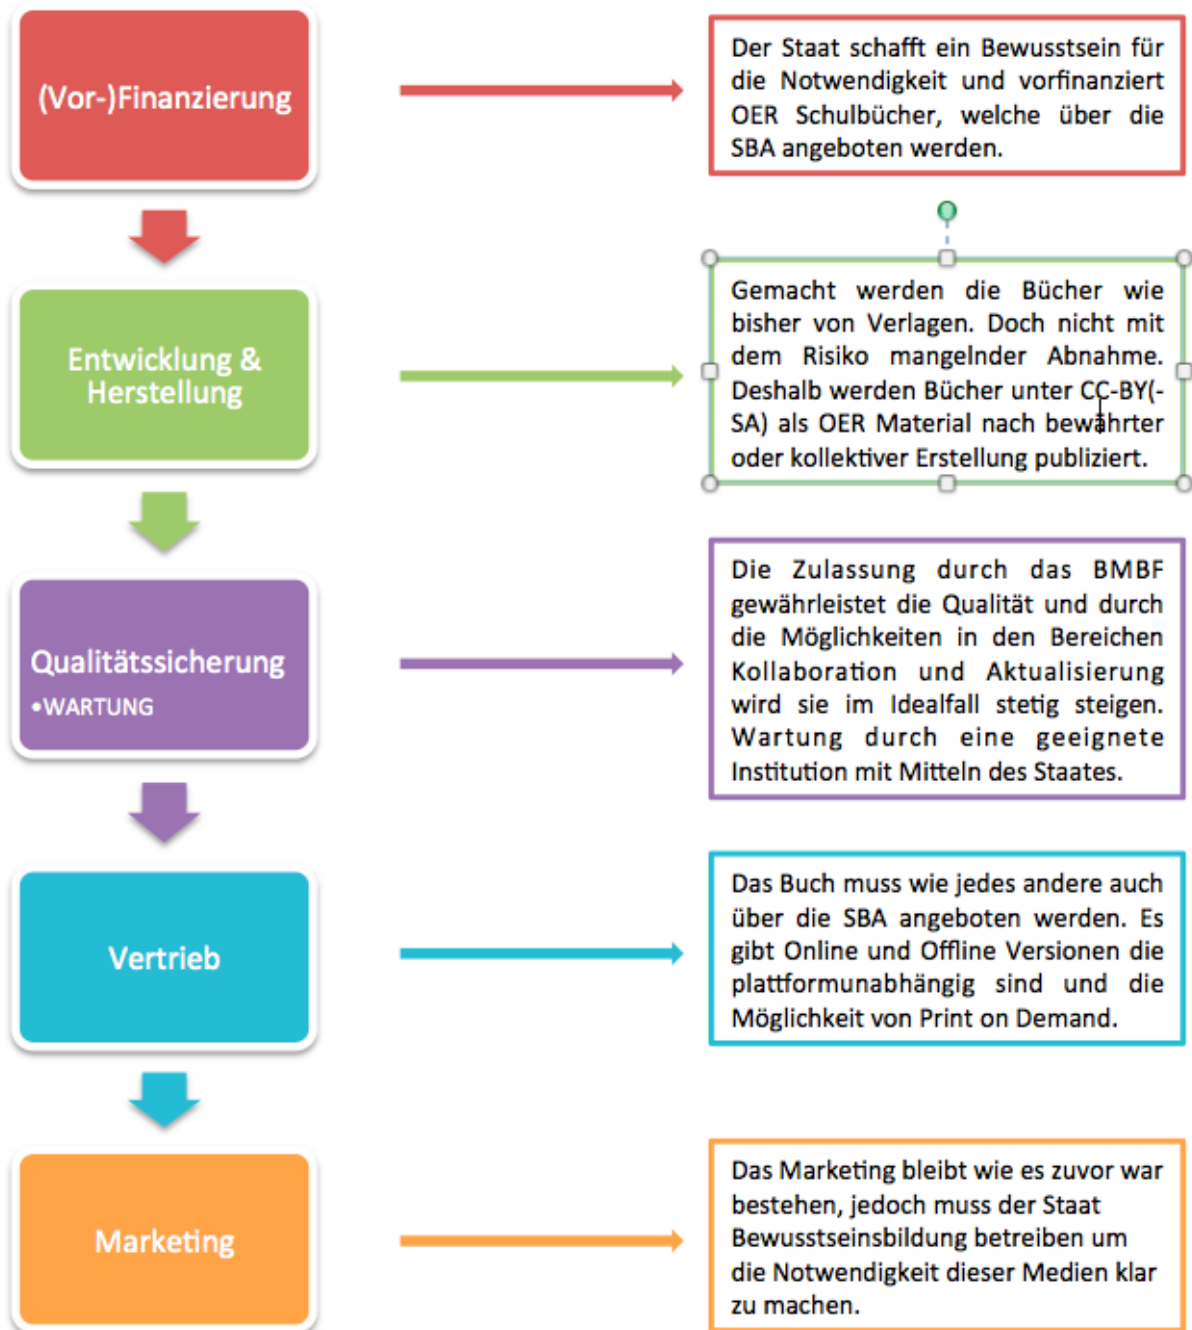 (Vor-)Finanzierung
Der Staat schafft ein Bewusstsein für
die Notwendigkeit und vorfinanziert
OER Schulbücher, welche über die
SBA angeboten werden.
Entwicklung &
Herstellung
Gemacht werden die Bücher wie
bisher von Verlagen. Doch nicht mit
dem Risiko mangelnder Abnahme.
Deshalb werden Bücher unter CC-BY(-
SA) als OER Material nach bewährter
oder kollektiver Erstellung publiziert.
Qualitätssicherung
•WARTUNG
Die Zulassung durch das BMBF
gewährleistet die Qualität und durch
die Möglichkeiten in den Bereichen
Kollaboration und Aktualisierung
wird sie im Idealfall stetig steigen.
Wartung durch eine geeignete
Institution mit Mitteln des Staates.
Vertrieb
Das Buch muss wie jedes andere auch
über die SBA angeboten werden. Es
gibt Online und Offline Versionen die
plattformunabhängig sind und die
Möglichkeit von Print on Demand.
Marketing
Das Marketing bleibt wie es zuvor war
bestehen, jedoch muss der Staat
Bewusstseinsbildung betreiben um
die Notwendigkeit dieser Medien klar
zu machen.